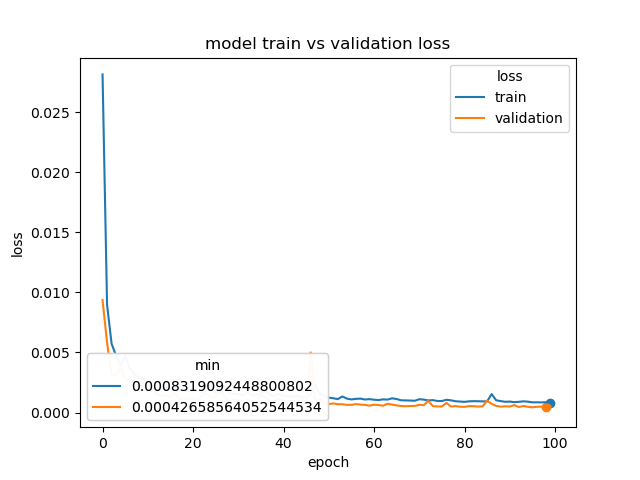 model train vs validation loss
loss
train
validation
0.025
0.020
0.015
0.010
0.005
0.000
loss
min
0.0008319092448800802
0.00042658564052544534
0
20
40
60
80
100
epoch